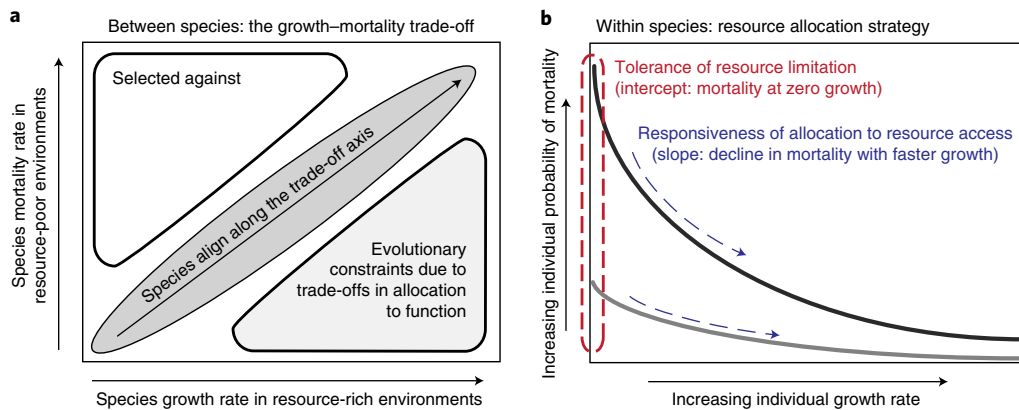 a
Between species: the growth–mortality trade-off
Species mortality rate in
resource-poor environments
Selected against
Species align along the trade-off axis
Evolutionary
constraints due to
trade-offs in allocation
to function
Species growth rate in resource-rich environments
b
Within species: resource allocation strategy
Increasing individual probability of mortality
Tolerance of resource limitation
(intercept: mortality at zero growth)
Responsiveness of allocation to resource access
(slope: decline in mortality with faster growth)
Increasing individual growth rate